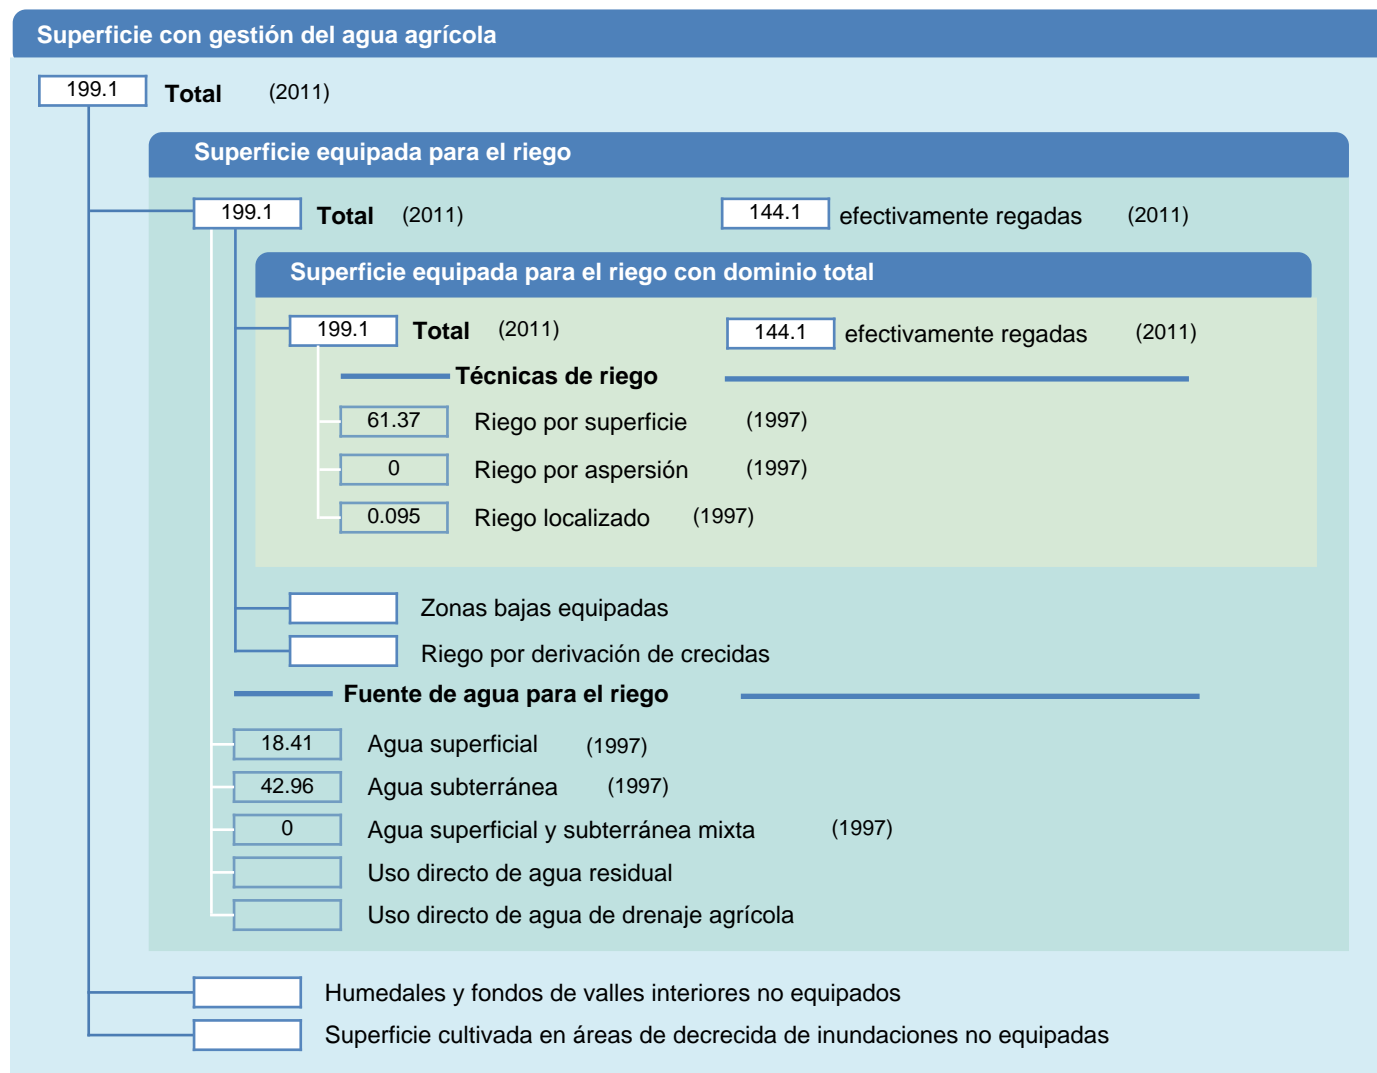 Superficie con gestión del agua agrícola
199.1 Total (2011)
Superficie equipada para el riego
199.1 Total (2011) 144.1 efectivamente regadas (2011)
Superficie equipada para el riego con dominio total
199.1 Total (2011) 144.1 efectivamente regadas (2011)
Técnicas de riego
61.37 Riego por superficie (1997)
0 Riego por aspersión (1997)
0.095 Riego localizado (1997)
Zonas bajas equipadas
Riego por derivación de crecidas
Fuente de agua para el riego
18.41 Agua superficial (1997)
42.96 Agua subterránea (1997)
0 Agua superficial y subterránea mixta (1997)
Uso directo de agua residual
Uso directo de agua de drenaje agrícola
Humedales y fondos de valles interiores no equipados
Superficie cultivada en áreas de decrecida de inundaciones no equipadas